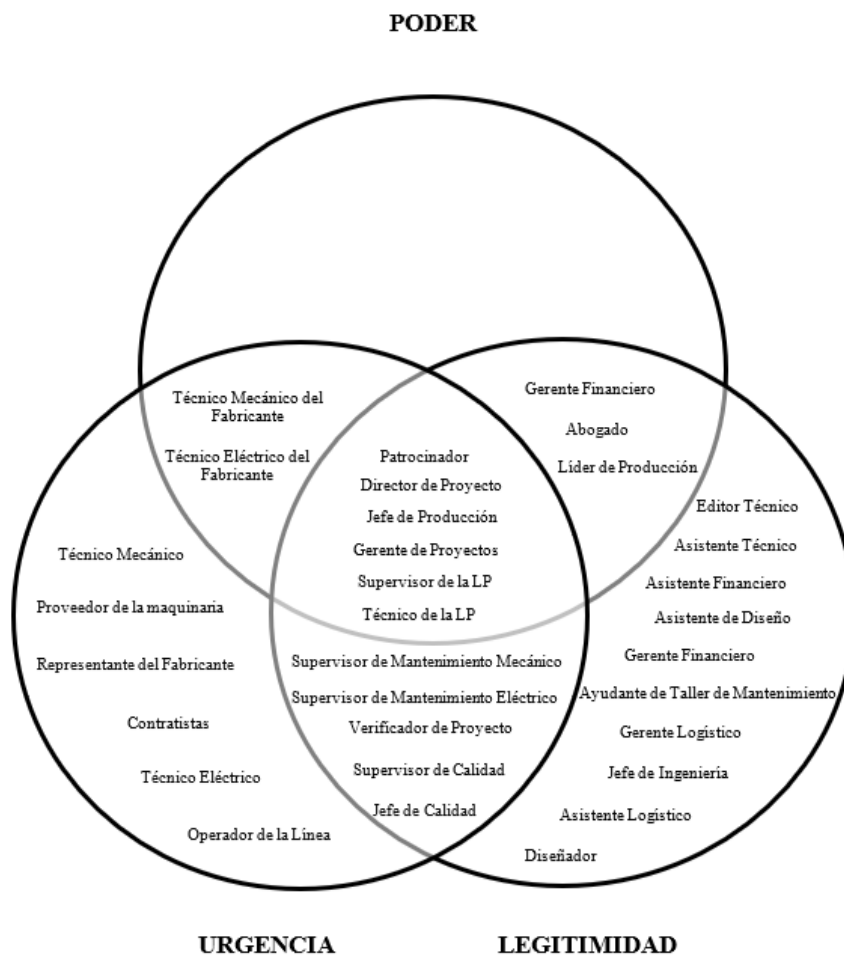 PODER
Técnico Mecánico del
Fabricante
Técnico Eléctrico del
Fabricante
Gerente Financiero
Abogado
Líder de Producción
Patrocinador
Director de Proyecto
Jefe de Producción
Gerente de Proyectos
Supervisor de la LP
Técnico de la LP
Técnico Mecánico
Proveedor de la maquinaria
Representante del Fabricante
Contratistas
Técnico Eléctrico
Operador de la Línea
Supervisor de Mantenimiento Mecánico
Supervisor de Mantenimiento Eléctrico
Verificador de Proyecto
Supervisor de Calidad
Jefe de Calidad
Editor Técnico
Asistente Técnico
Asistente Financiero
Asistente de Diseño
Gerente Financiero
Ayudante de Taller de Mantenimiento
Gerente Logístico
Jefe de Ingeniería
Asistente Logístico
Diseñador
URGENCIA
LEGITIMIDAD